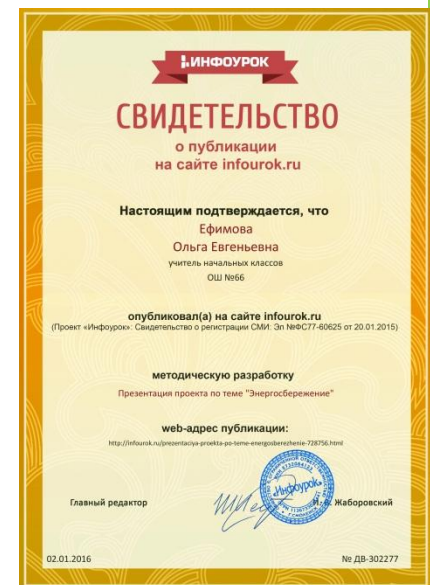 ИНФОУРОК
СВИДЕТЕЛЬСТВО
о публикации
на сайте infourok.ru
Настоящим подтверждается, что
Ефимова
Ольга Евгеньевна
учитель начальных классов
ОШ №66
опубликовал(а) на сайте infourok.ru
(Проект «Инфоурок»: Свидетельство о регистрации СМИ: Эл №ФС77-60625 от 20.01.2015)
методическую разработку
Презентация проекта по теме "Энергосбережение"
web-адрес публикации:
http://infourok.ru/prezentaciya-proekta-po-teme-energosberezhenie-728756.html
«Инфоурок»
Главный редактор
Жаборовский
02.01.2016
№ ДВ-302277